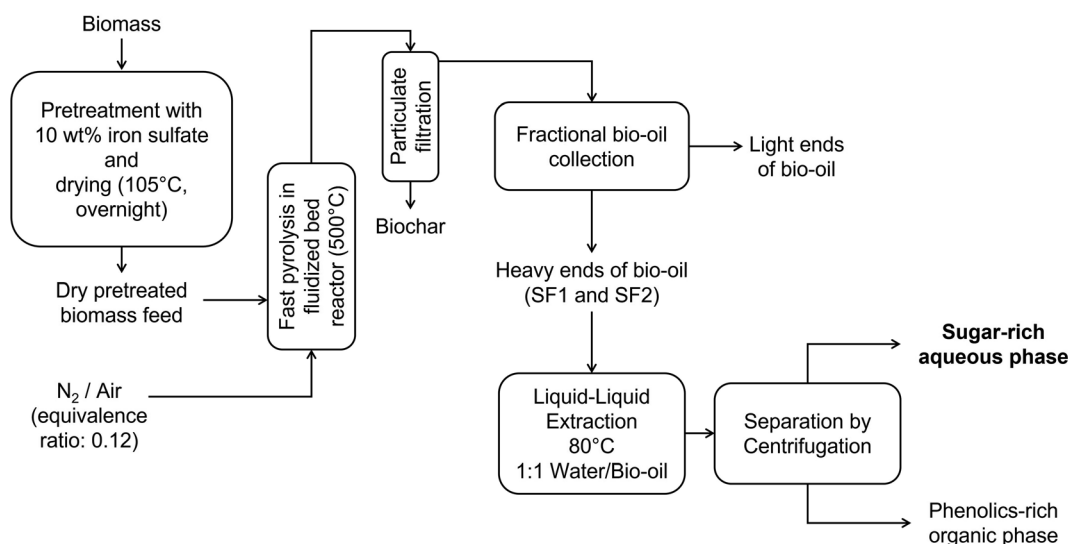 Biomass
Pretreatment with
10 wt% iron sulfate
and
drying (105°C,
overnight)
Dry pretreated
biomass feed
N₂ / Air
(equivalence
ratio: 0.12)
Fast pyrolysis in
fluidized bed
reactor (500°C)
Particulate
filtration
Biochar
Fractional bio-oil
collection
Light ends
of bio-oil
Heavy ends of bio-oil
(SF1 and SF2)
Liquid-Liquid
Extraction
80°C
1:1 Water/Bio-oil
Separation by
Centrifugation
Sugar-rich
aqueous phase
Phenolics-rich
organic phase